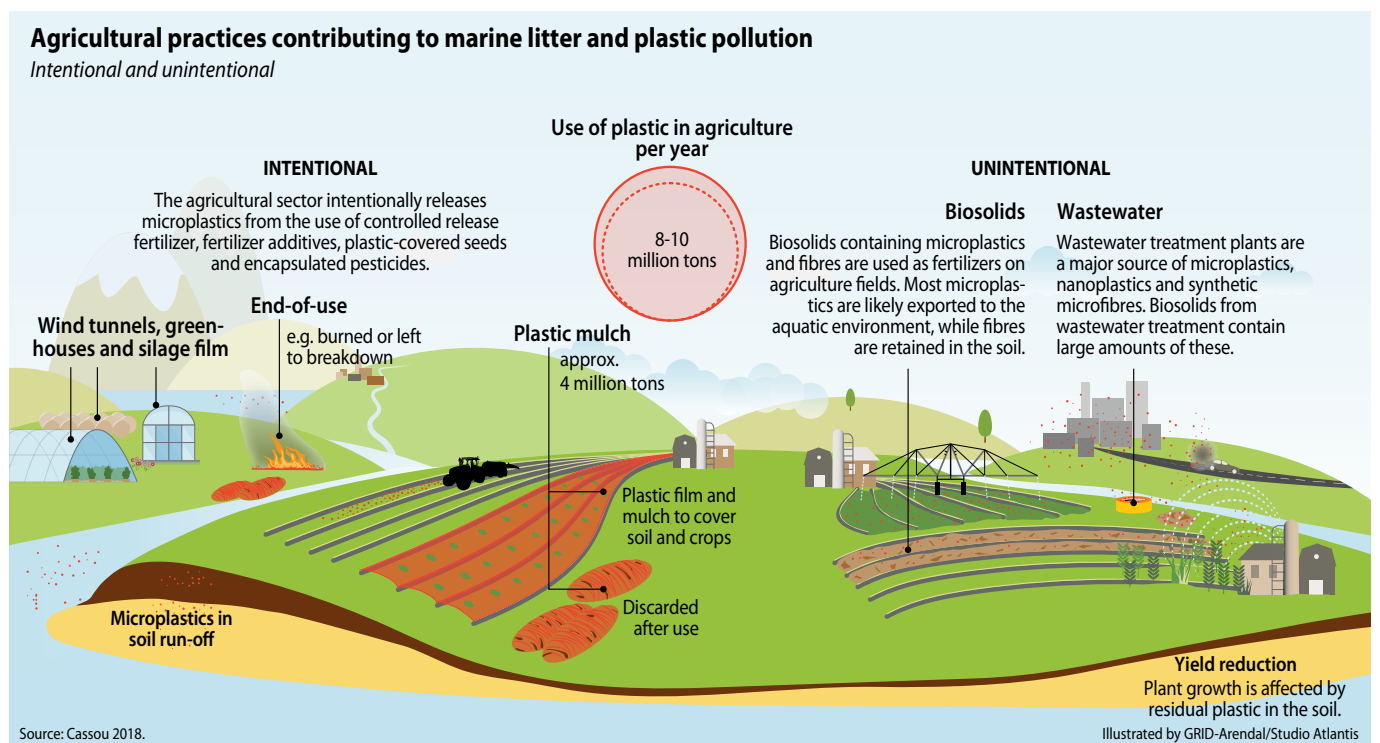 Agricultural practices contributing to marine litter and plastic pollution
Intentional and unintentional
Use of plastic in agriculture
per year
8-10
million tons
INTENTIONAL
The agricultural sector intentionally releases
microplastics from the use of controlled release
fertilizer, fertilizer additives, plastic-covered seeds
and encapsulated pesticides.
Wind tunnels, green-
houses and silage film
End-of-use
e.g. burned or left
to breakdown
Plastic mulch
approx.
4 million tons
Plastic film and
mulch to cover
soil and crops
Discarded
after use
UNINTENTIONAL
Biosolids
Biosolids containing microplastics
and fibres are used as fertilizers on
agriculture fields. Most microplas-
tics are likely exported to the
aquatic environment, while fibres
are retained in the soil.
Wastewater
Wastewater treatment plants are
a major source of microplastics,
nanoplastics and synthetic
microfibres. Biosolids from
wastewater treatment contain
large amounts of these.
Microplastics in
soil run-off
Yield reduction
Plant growth is affected by
residual plastic in the soil.
Source: Cassou 2018.
Illustrated by GRID-Arendal/Studio Atlantis